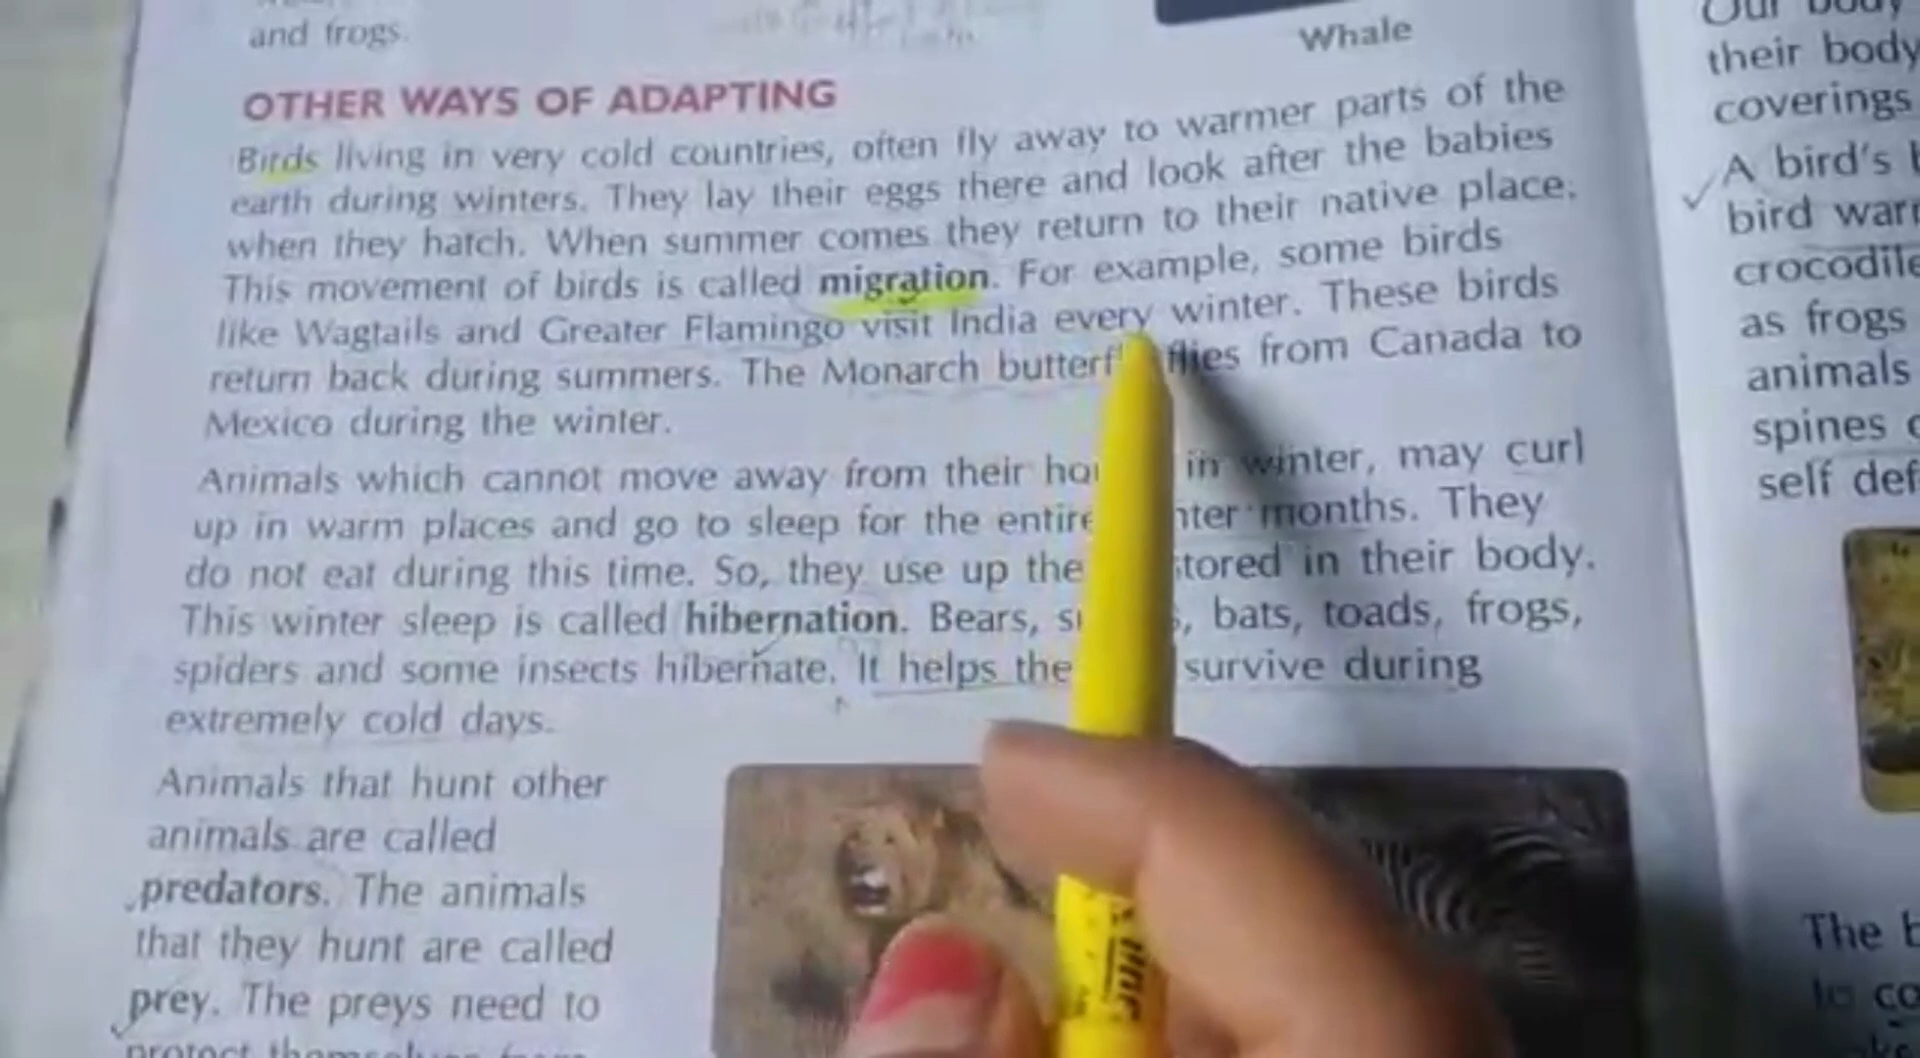 and frogs.
Whale
OTHER WAYS OF ADAPTING
Birds living in very cold countries, often fly away to warmer parts of the
earth during winters. They lay their eggs there and look after the babies
when they hatch. When summer comes they return to their native place.
This movement of birds is called migration. For example, some birds
like Wagtails and Greater Flamingo visit India every winter. These birds
return back during summers. The Monarch flies from Canada to
Mexico during the winter.
Animals which cannot move away from their in winter, may curl
up in warm places and go to sleep for the entire months. They
do not eat during this time. So, they use up the in their body.
This winter sleep is called hibernation. Bears, bats, toads, frogs,
spiders and some insects hibernate. It helps survive during
extremely cold days.
Animals that hunt other
animals are called
predators. The animals
that they hunt are called
prey. The preys need to
protect themselves from
Our body
their body
coverings
A bird's
bird
as frogs
animals
spines
self
The
to